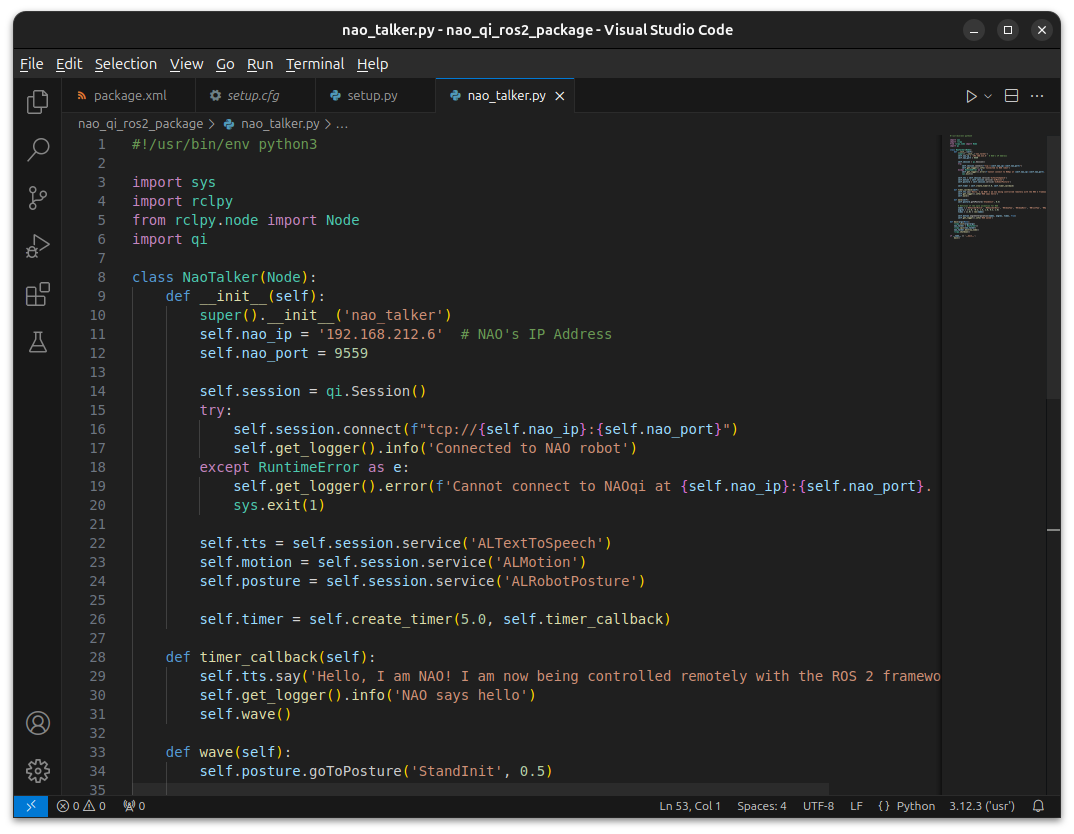 nao_talker.py - nao_qi_ros2_package - Visual Studio Code
File Edit Selection View Go Run Terminal Help
package.xml setup.cfg setup.py nao_talker.py
nao_qi_ros2_package > nao_talker.py > ...
1 #!/usr/bin/env python3
2
3 import sys
4 import rclpy
5 from rclpy.node import Node
6 import qi
7
8 class NaoTalker(Node):
9     def __init__(self):
10         super().__init__('nao_talker')
11         self.nao_ip = '192.168.212.6'  # NAO's IP Address
12         self.nao_port = 9559
13
14         self.session = qi.Session()
15         try:
16             self.session.connect(f"tcp://{self.nao_ip}:{self.nao_port}")
17             self.get_logger().info('Connected to NAO robot')
18         except RuntimeError as e:
19             self.get_logger().error(f'Cannot connect to NAOqi at {self.nao_ip}:{self.nao_port}.
20             sys.exit(1)
21
22         self.tts = self.session.service('ALTextToSpeech')
23         self.motion = self.session.service('ALMotion')
24         self.posture = self.session.service('ALRobotPosture')
25
26         self.timer = self.create_timer(5.0, self.timer_callback)
27
28     def timer_callback(self):
29         self.tts.say('Hello, I am NAO! I am now being controlled remotely with the ROS 2 framewo
30         self.get_logger().info('NAO says hello')
31         self.wave()
32
33     def wave(self):
34         self.posture.goToPosture('StandInit', 0.5)
35
0 0 0 Ln 53, Col 1 Spaces: 4 UTF-8 LF {} Python 3.12.3 ('usr')